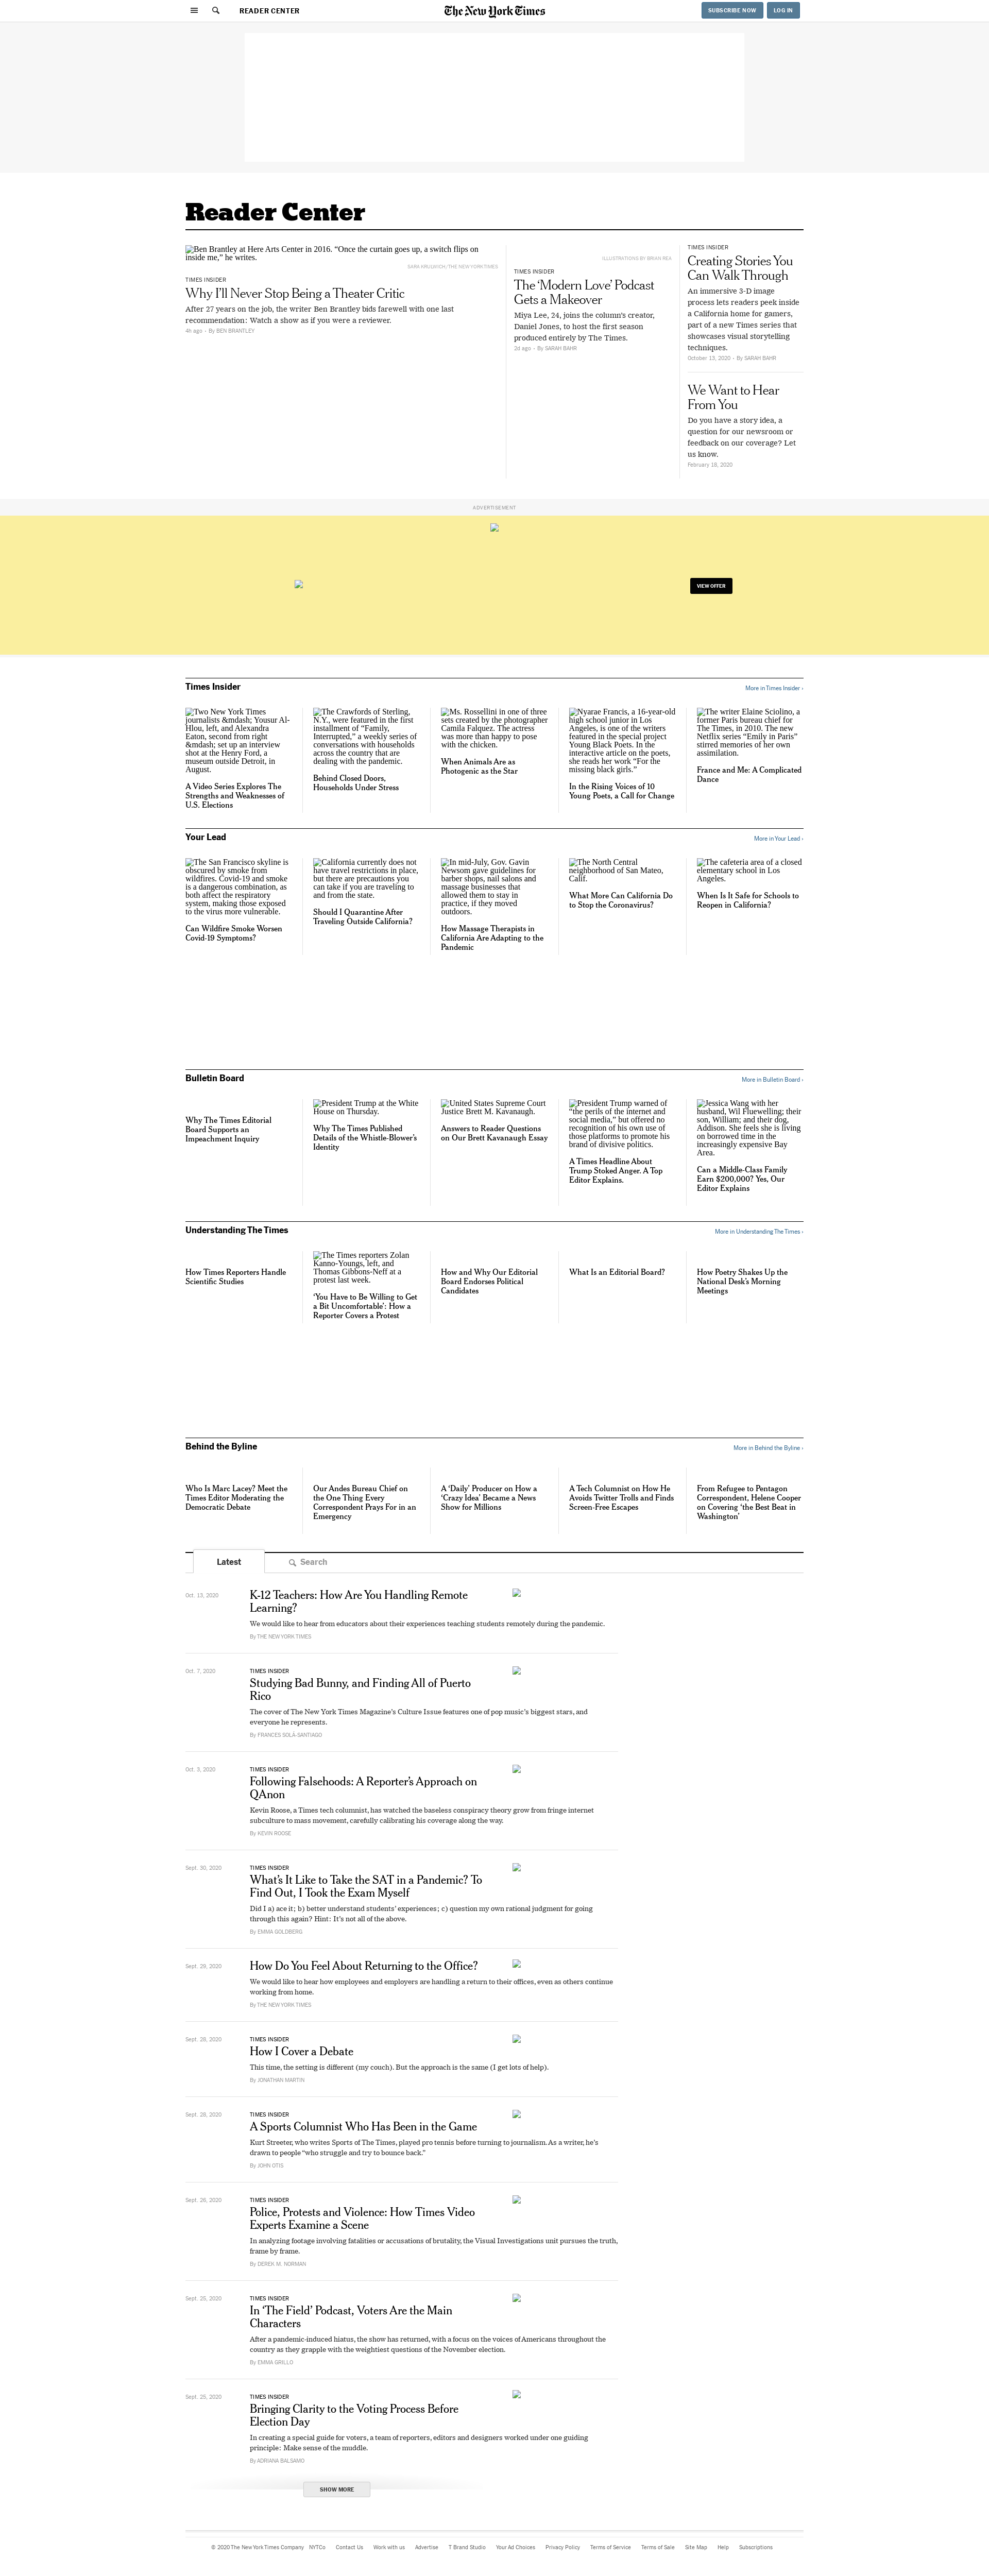 READER CENTER
The New York Times
SUBSCRIBE NOW
LOG IN
Reader Center
Ben Brantley at Here Arts Center in 2016. “Once the curtain goes up, a switch flips on
inside me,” he writes.
SARA KRULWICH/THE NEW YORK TIMES
TIMES INSIDER
Why I’ll Never Stop Being a Theater Critic
After 27 years on the job, the writer Ben Brantley bids farewell with one last
recommendation: Watch a show as if you were a reviewer.
4h ago - By BEN BRANTLEY
ILLUSTRATIONS BY BRIAN REA
TIMES INSIDER
The ‘Modern Love’ Podcast
Gets a Makeover
Miya Lee, 24, joins the column’s creator,
Daniel Jones, to host the first season
produced entirely by The Times.
2d ago - By SARAH BAHR
TIMES INSIDER
Creating Stories You
Can Walk Through
An immersive 3-D image
process lets readers peek inside
a California home for gamers,
part of a new Times series that
showcases visual storytelling
techniques.
October 13, 2020 - By SARAH BAHR
We Want to Hear
From You
Do you have a story idea, a
question for our newsroom or
feedback on our coverage? Let
us know.
February 18, 2020
ADVERTISEMENT
VIEW OFFER
Times Insider
More in Times Insider ›
Two New York Times
journalists &mdash; Yousur Al-
Hlou, left, and Alexandra
Eaton, second from right
&mdash; set up an interview
shot at the Henry Ford, a
museum outside Detroit, in
August.
A Video Series Explores The
Strengths and Weaknesses of
U.S. Elections
The Crawfords of Sterling,
N.Y., were featured in the first
installment of “Family,
Interrupted,” a weekly series of
conversations with households
across the country that are
dealing with the pandemic.
Behind Closed Doors,
Households Under Stress
Ms. Rossellini in one of three
sets created by the photographer
Camila Falquez. The actress
was more than happy to pose
with the chicken.
When Animals Are as
Photogenic as the Star
Nyarae Francis, a 16-year-old
high school junior in Los
Angeles, is one of the writers
featured in the special project
Young Black Poets. In the
interactive article on the poets,
she reads her work “For the
missing black girls.”
In the Rising Voices of 10
Young Poets, a Call for Change
The writer Elaine Sciolino, a
former Paris bureau chief for
The Times, in 2010. The new
Netflix series “Emily in Paris”
stirred memories of her own
assimilation.
France and Me: A Complicated
Dance
Your Lead
More in Your Lead ›
The San Francisco skyline is
obscured by smoke from
wildfires. Covid-19 and smoke
is a dangerous combination, as
both affect the respiratory
system, making those exposed
to the virus more vulnerable.
Can Wildfire Smoke Worsen
Covid-19 Symptoms?
California currently does not
have travel restrictions in place,
but there are precautions you
can take if you are traveling to
and from the state.
Should I Quarantine After
Traveling Outside California?
In mid-July, Gov. Gavin
Newsom gave guidelines for
barber shops, nail salons and
massage businesses that
allowed them to stay in
practice, if they moved
outdoors.
How Massage Therapists in
California Are Adapting to the
Pandemic
The North Central
neighborhood of San Mateo,
Calif.
What More Can California Do
to Stop the Coronavirus?
The cafeteria area of a closed
elementary school in Los
Angeles.
When Is It Safe for Schools to
Reopen in California?
Bulletin Board
More in Bulletin Board ›
Why The Times Editorial
Board Supports an
Impeachment Inquiry
President Trump at the White
House on Thursday.
Why The Times Published
Details of the Whistle-Blower’s
Identity
United States Supreme Court
Justice Brett M. Kavanaugh.
Answers to Reader Questions
on Our Brett Kavanaugh Essay
President Trump warned of
“the perils of the internet and
social media,” but offered no
recognition of his own use of
those platforms to promote his
brand of divisive politics.
A Times Headline About
Trump Stoked Anger. A Top
Editor Explains.
Jessica Wang with her
husband, Wil Fluewelling; their
son, William; and their dog,
Addison. She feels she is living
on borrowed time in the
increasingly expensive Bay
Area.
Can a Middle-Class Family
Earn $200,000? Yes, Our
Editor Explains
Understanding The Times
More in Understanding The Times ›
How Times Reporters Handle
Scientific Studies
The Times reporters Zolan
Kanno-Youngs, left, and
Thomas Gibbons-Neff at a
protest last week.
‘You Have to Be Willing to Get
a Bit Uncomfortable’: How a
Reporter Covers a Protest
How and Why Our Editorial
Board Endorses Political
Candidates
What Is an Editorial Board?
How Poetry Shakes Up the
National Desk’s Morning
Meetings
Behind the Byline
More in Behind the Byline ›
Who Is Marc Lacey? Meet the
Times Editor Moderating the
Democratic Debate
Our Andes Bureau Chief on
the One Thing Every
Correspondent Prays For in an
Emergency
A ‘Daily’ Producer on How a
‘Crazy Idea’ Became a News
Show for Millions
A Tech Columnist on How He
Avoids Twitter Trolls and Finds
Screen-Free Escapes
From Refugee to Pentagon
Correspondent, Helene Cooper
on Covering ‘the Best Beat in
Washington’
Latest
Search
Oct. 13, 2020
K-12 Teachers: How Are You Handling Remote
Learning?
We would like to hear from educators about their experiences teaching students remotely during the pandemic.
By THE NEW YORK TIMES
Oct. 7, 2020
TIMES INSIDER
Studying Bad Bunny, and Finding All of Puerto
Rico
The cover of The New York Times Magazine’s Culture Issue features one of pop music’s biggest stars, and
everyone he represents.
By FRANCES SOLÁ-SANTIAGO
Oct. 3, 2020
TIMES INSIDER
Following Falsehoods: A Reporter’s Approach on
QAnon
Kevin Roose, a Times tech columnist, has watched the baseless conspiracy theory grow from fringe internet
subculture to mass movement, carefully calibrating his coverage along the way.
By KEVIN ROOSE
Sept. 30, 2020
TIMES INSIDER
What’s It Like to Take the SAT in a Pandemic? To
Find Out, I Took the Exam Myself
Did I a) ace it; b) better understand students’ experiences; c) question my own rational judgment for going
through this again? Hint: It’s not all of the above.
By EMMA GOLDBERG
Sept. 29, 2020
How Do You Feel About Returning to the Office?
We would like to hear how employees and employers are handling a return to their offices, even as others continue
working from home.
By THE NEW YORK TIMES
Sept. 28, 2020
TIMES INSIDER
How I Cover a Debate
This time, the setting is different (my couch). But the approach is the same (I get lots of help).
By JONATHAN MARTIN
Sept. 28, 2020
TIMES INSIDER
A Sports Columnist Who Has Been in the Game
Kurt Streeter, who writes Sports of The Times, played pro tennis before turning to journalism. As a writer, he’s
drawn to people “who struggle and try to bounce back.”
By JOHN OTIS
Sept. 26, 2020
TIMES INSIDER
Police, Protests and Violence: How Times Video
Experts Examine a Scene
In analyzing footage involving fatalities or accusations of brutality, the Visual Investigations unit pursues the truth,
frame by frame.
By DEREK M. NORMAN
Sept. 25, 2020
TIMES INSIDER
In ‘The Field’ Podcast, Voters Are the Main
Characters
After a pandemic-induced hiatus, the show has returned, with a focus on the voices of Americans throughout the
country as they grapple with the weightiest questions of the November election.
By EMMA GRILLO
Sept. 25, 2020
TIMES INSIDER
Bringing Clarity to the Voting Process Before
Election Day
In creating a special guide for voters, a team of reporters, editors and designers worked under one guiding
principle: Make sense of the muddle.
By ADRIANA BALSAMO
SHOW MORE
© 2020 The New York Times Company NYTCo Contact Us Work with us Advertise T Brand Studio Your Ad Choices Privacy Policy Terms of Service Terms of Sale Site Map Help Subscriptions